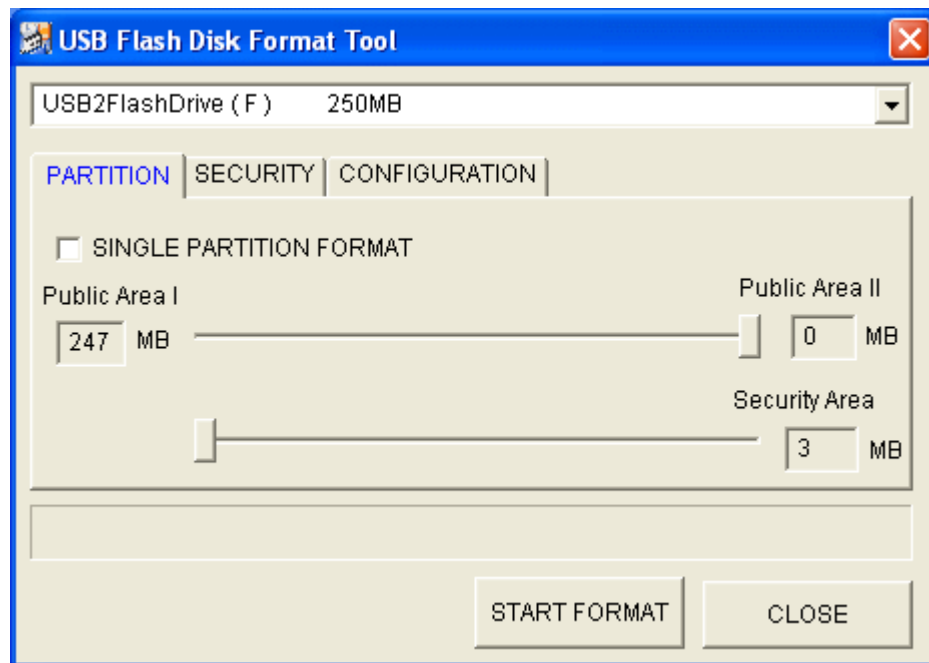 USB Flash Disk Format Tool
USB2FlashDrive ( F ) 250MB
PARTITION SECURITY CONFIGURATION
SINGLE PARTITION FORMAT
Public Area I Public Area II
247 MB 0 MB
Security Area
3 MB
START FORMAT CLOSE